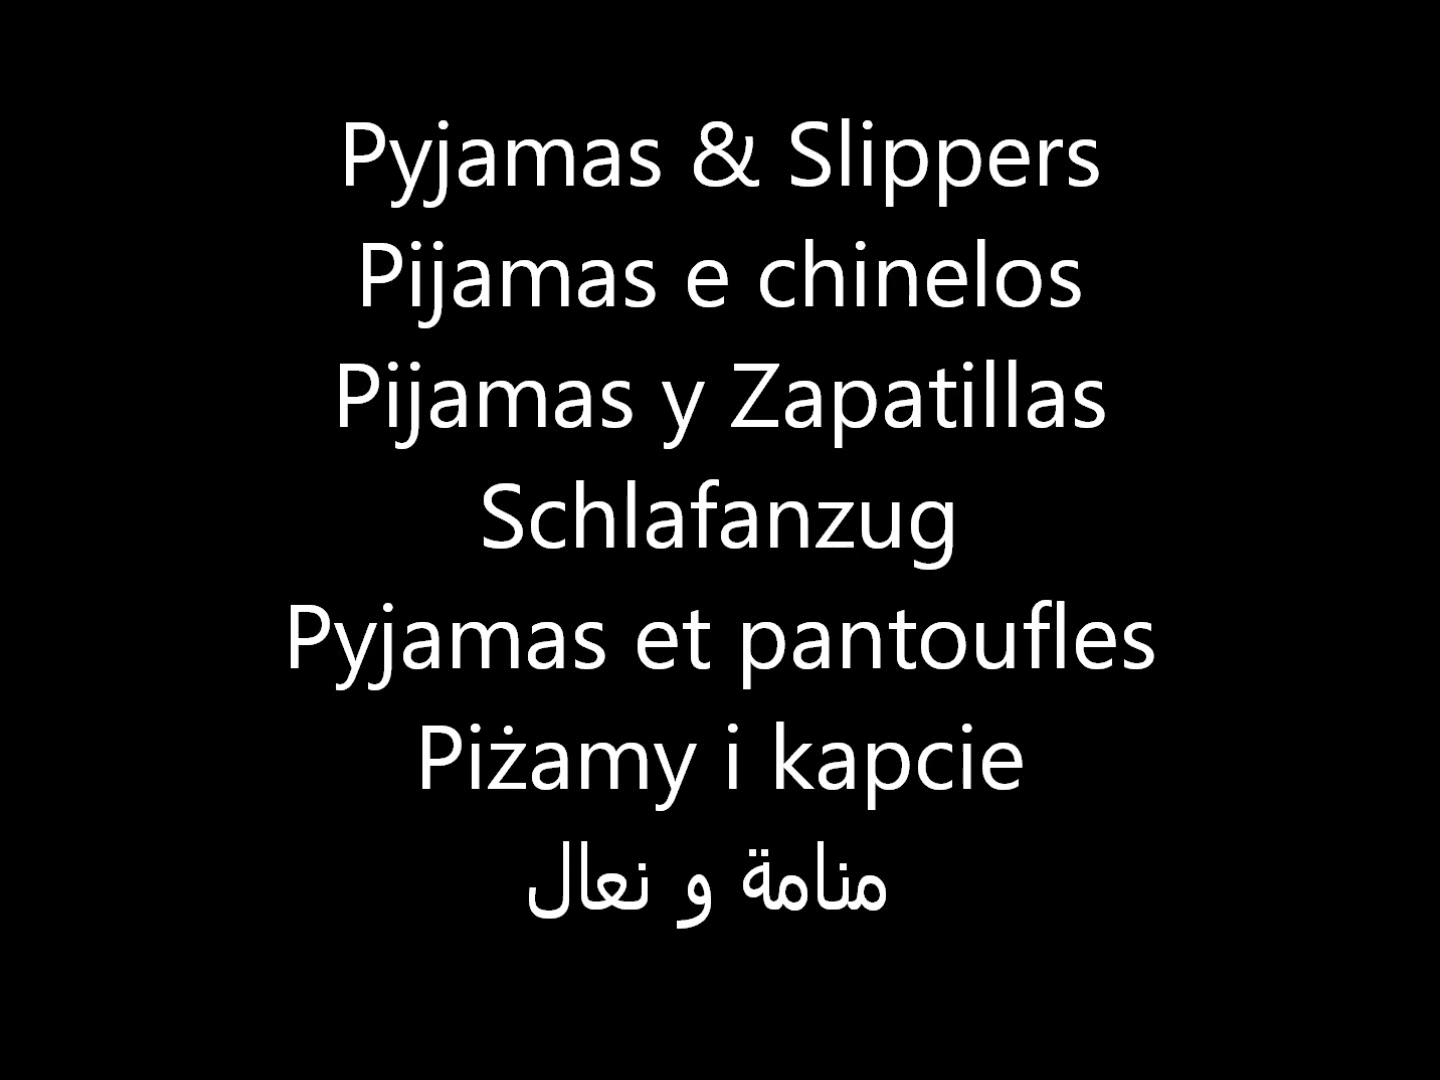 Pyjamas & Slippers
Pijamas e chinelos
Pijamas y Zapatillas
Schlafanzug
Pyjamas et pantoufles
Piżamy i kapcie
منامة و نعال